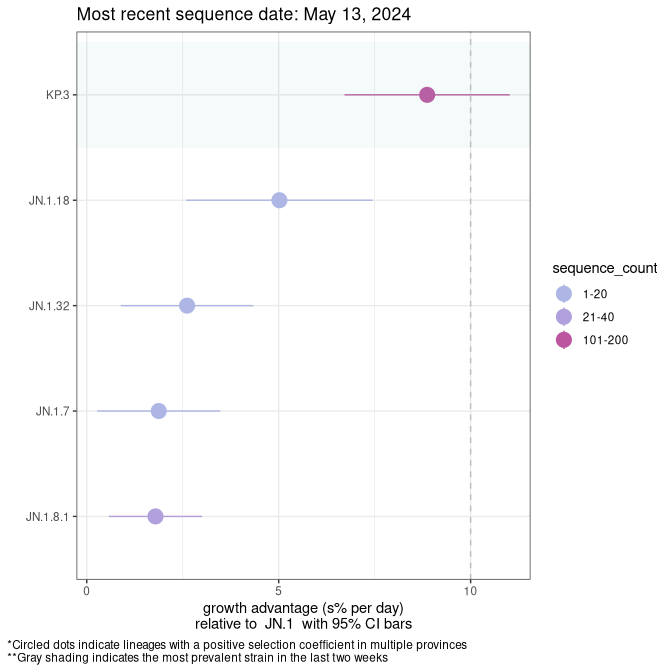 Most recent sequence date: May 13, 2024
KP.3
JN.1.18
JN.1.32
JN.1.7
JN.1.8.1
0
5
10
growth advantage (s% per day)
relative to JN.1 with 95% CI bars
sequence_count
1-20
21-40
101-200
*Circled dots indicate lineages with a positive selection coefficient in multiple provinces
**Gray shading indicates the most prevalent strain in the last two weeks